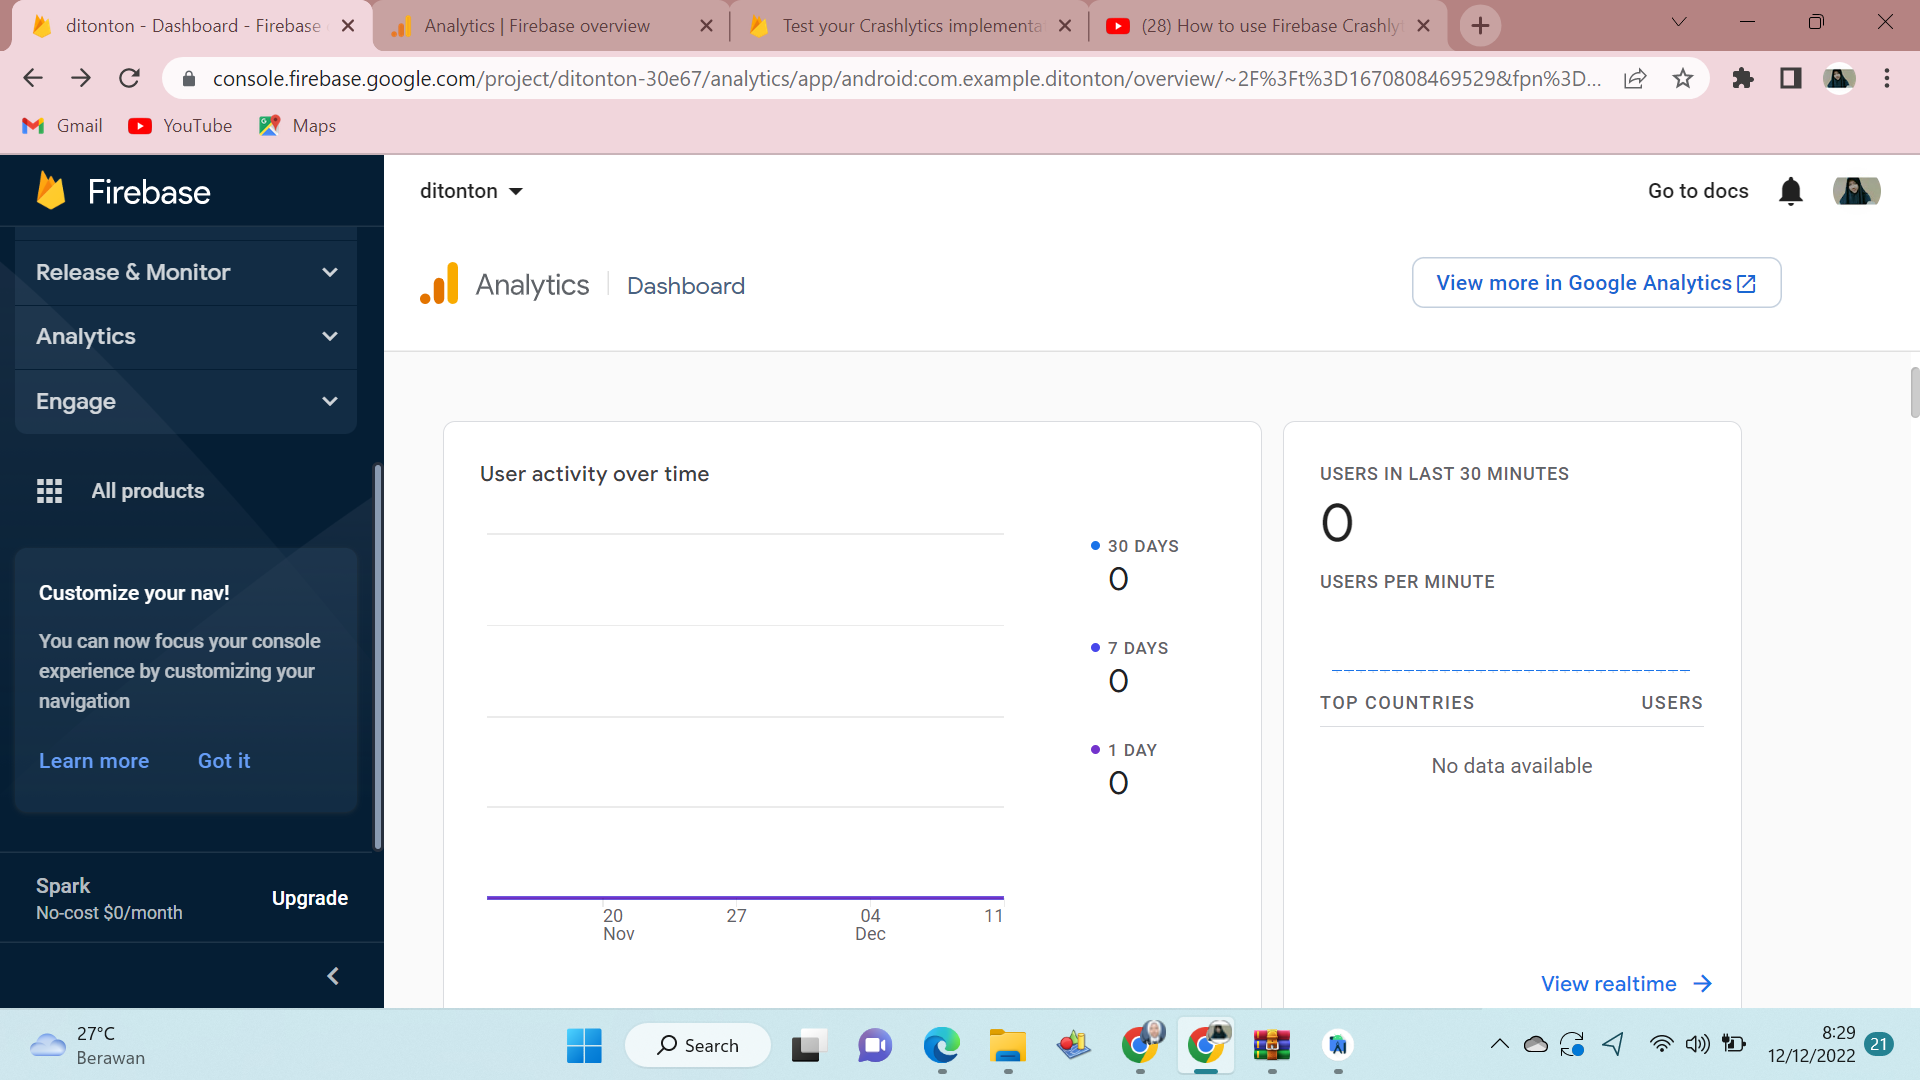 ditonton - Dashboard - Firebase
Analytics | Firebase overview
Test your Crashlytics implementa
(28) How to use Firebase Crashly
console.firebase.google.com/project/ditonton-30e67/analytics/app/android:com.example.ditonton/overview/~2F%3Ft%3D1670808469529&fpn%3D...
Gmail
YouTube
Maps
Firebase
ditonton
Go to docs
Release & Monitor
Analytics
Engage
All products
Customize your nav!
You can now focus your console
experience by customizing your
navigation
Learn more
Got it
Spark
No-cost $0/month
Upgrade
Analytics
Dashboard
View more in Google Analytics
User activity over time
30 DAYS
0
7 DAYS
0
1 DAY
0
20
Nov
27
04
Dec
11
USERS IN LAST 30 MINUTES
0
USERS PER MINUTE
TOP COUNTRIES
USERS
No data available
View realtime
27°C
Berawan
Search
8:29
12/12/2022
21